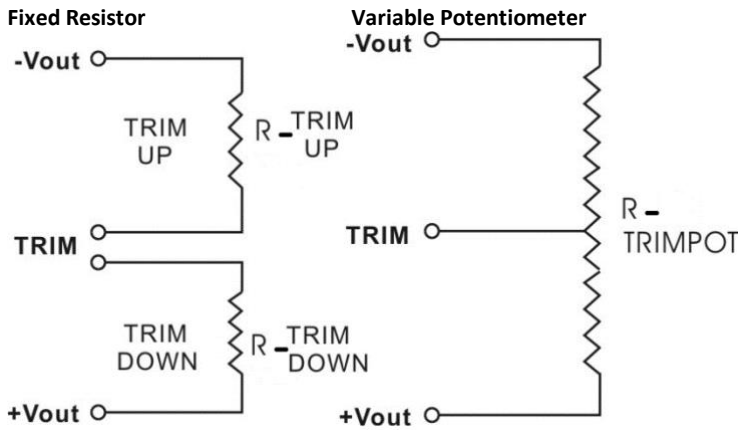 Fixed Resistor
-Vout
TRIM
UP
R -TRIM
UP
TRIM
TRIM
DOWN
R -TRIM
DOWN
+Vout
Variable Potentiometer
-Vout
TRIM
R -
TRIMPOT
+Vout